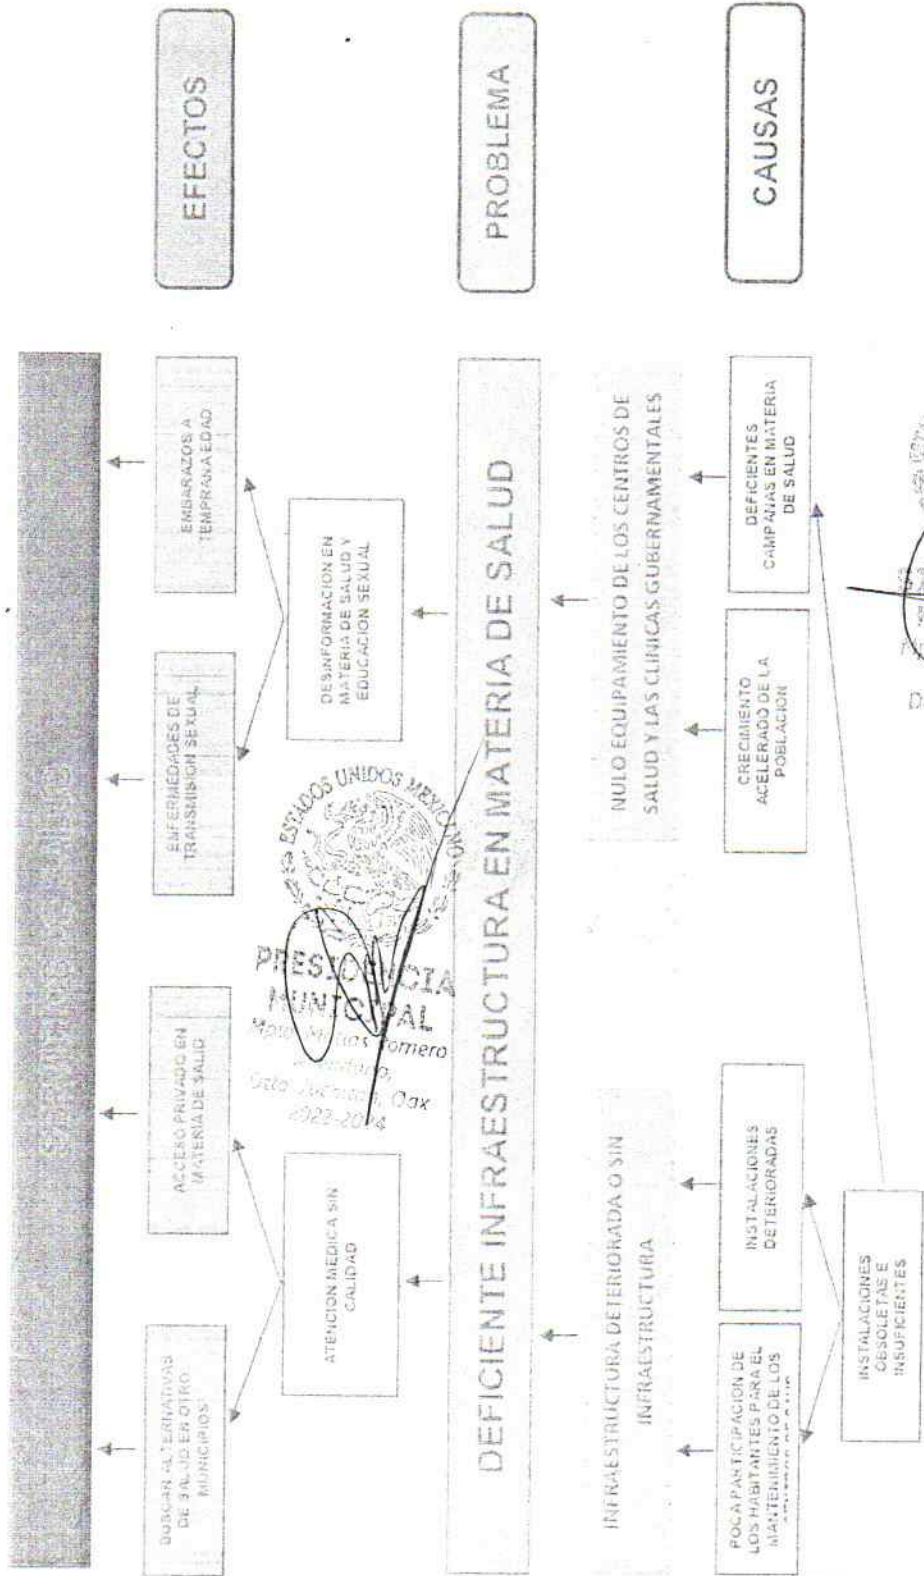 EFECTOS
BUSCAN ALTERNATIVAS
DE SALUD EN OTRO
MUNICIPIOS
ACCESO PRIVADO EN
MATERIA DE SALUD
ENFERMEDADES DE
TRANSMISION SEXUAL
EMBARAZOS A
TEMPRANA EDAD
ATENCION MEDICA SIN
CALIDAD
DESINFORMACION EN
MATERIA DE SALUD Y
EDUCACION SEXUAL
ESTADOS UNIDOS MEXICANOS
PRESIDENCIA
MUNICIPAL
Romero
Oax
2022-2024
PROBLEMA
DEFICIENTE INFRAESTRUCTURA EN MATERIA DE SALUD
INFRAESTRUCTURA DETERIORADA O SIN
INFRAESTRUCTURA
NULO EQUIPAMIENTO DE LOS CENTROS DE
SALUD Y LAS CLINICAS GUBERNAMENTALES
CAUSAS
POCA PARTICIPACION DE
LOS HABITANTES PARA EL
MANTENIMIENTO DE LOS
INSTALACIONES
DETERIORADAS
CRECIMIENTO
ACELERADO DE LA
POBLACION
DEFICIENTES
CAMPAÑAS EN MATERIA
DE SALUD
INSTALACIONES
OBSOLETAS E
INSUFICIENTES